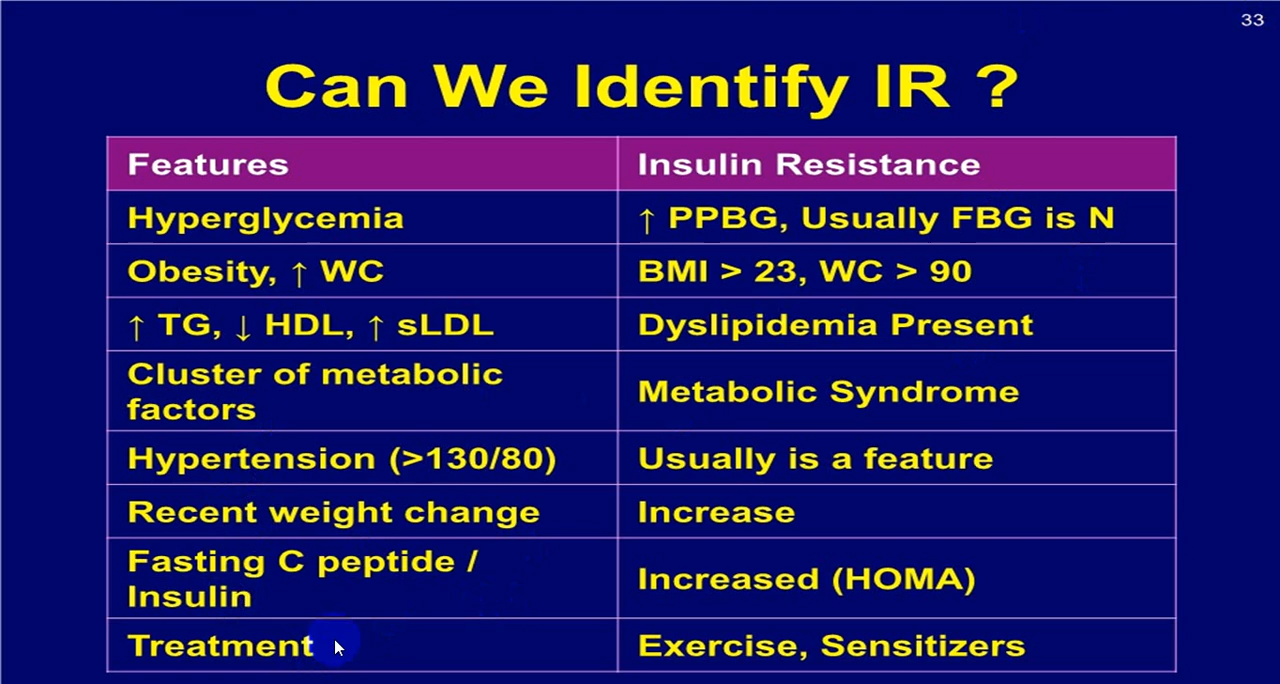 33
Can We Identify IR ?
Features
Insulin Resistance
Hyperglycemia
↑ PPBG, Usually FBG is N
Obesity, ↑ WC
BMI > 23, WC > 90
↑ TG, ↓ HDL, ↑ sLDL
Dyslipidemia Present
Cluster of metabolic
factors
Metabolic Syndrome
Hypertension (>130/80)
Usually is a feature
Recent weight change
Increase
Fasting C peptide /
Insulin
Increased (HOMA)
Treatment
Exercise, Sensitizers